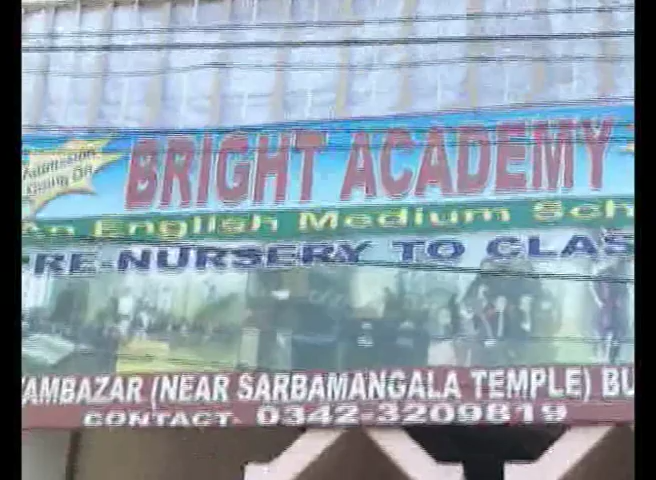 Admission
Going On
BRIGHT ACADEMY
An English Medium Sch
RE-NURSERY TO CLAS
AMBAZAR (NEAR SARBAMANGALA TEMPLE) BU
CONTACT. 0342-3209819